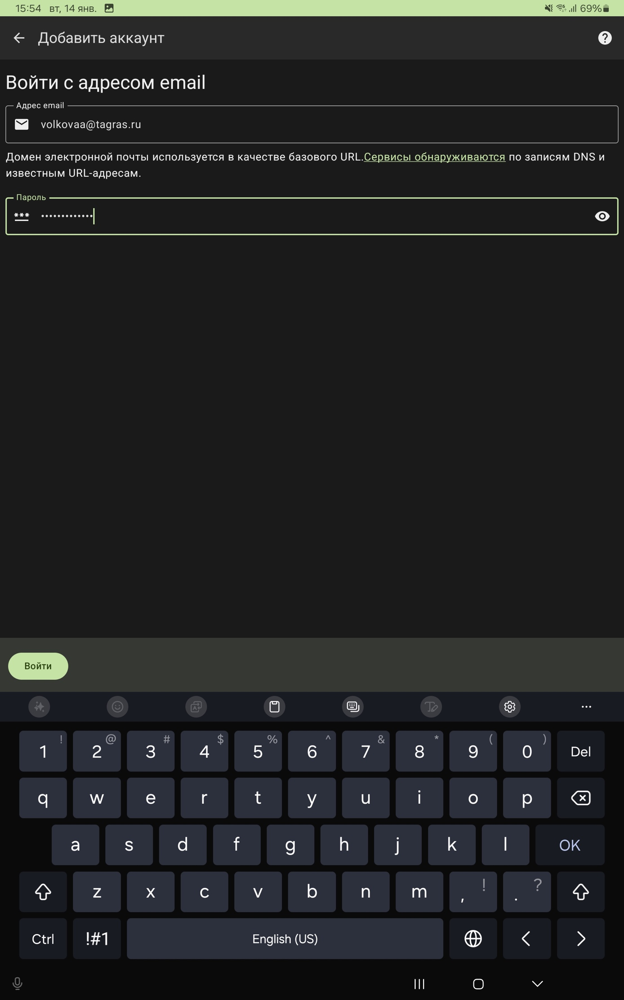 15:54 вт, 14 янв. 69%
Добавить аккаунт
Войти с адресом email
Адрес email
volkovaa@tagras.ru
Домен электронной почты используется в качестве базового URL.Сервисы обнаруживаются по записям DNS и
известным URL-адресам.
Пароль
•••••••••••••
Войти
! @ # $ % ^ & * ( )
1 2 3 4 5 6 7 8 9 0 Del
q w e r t y u i o p
a s d f g h j k l OK
z x c v b n m , ! . ?
Ctrl !#1 English (US) < >